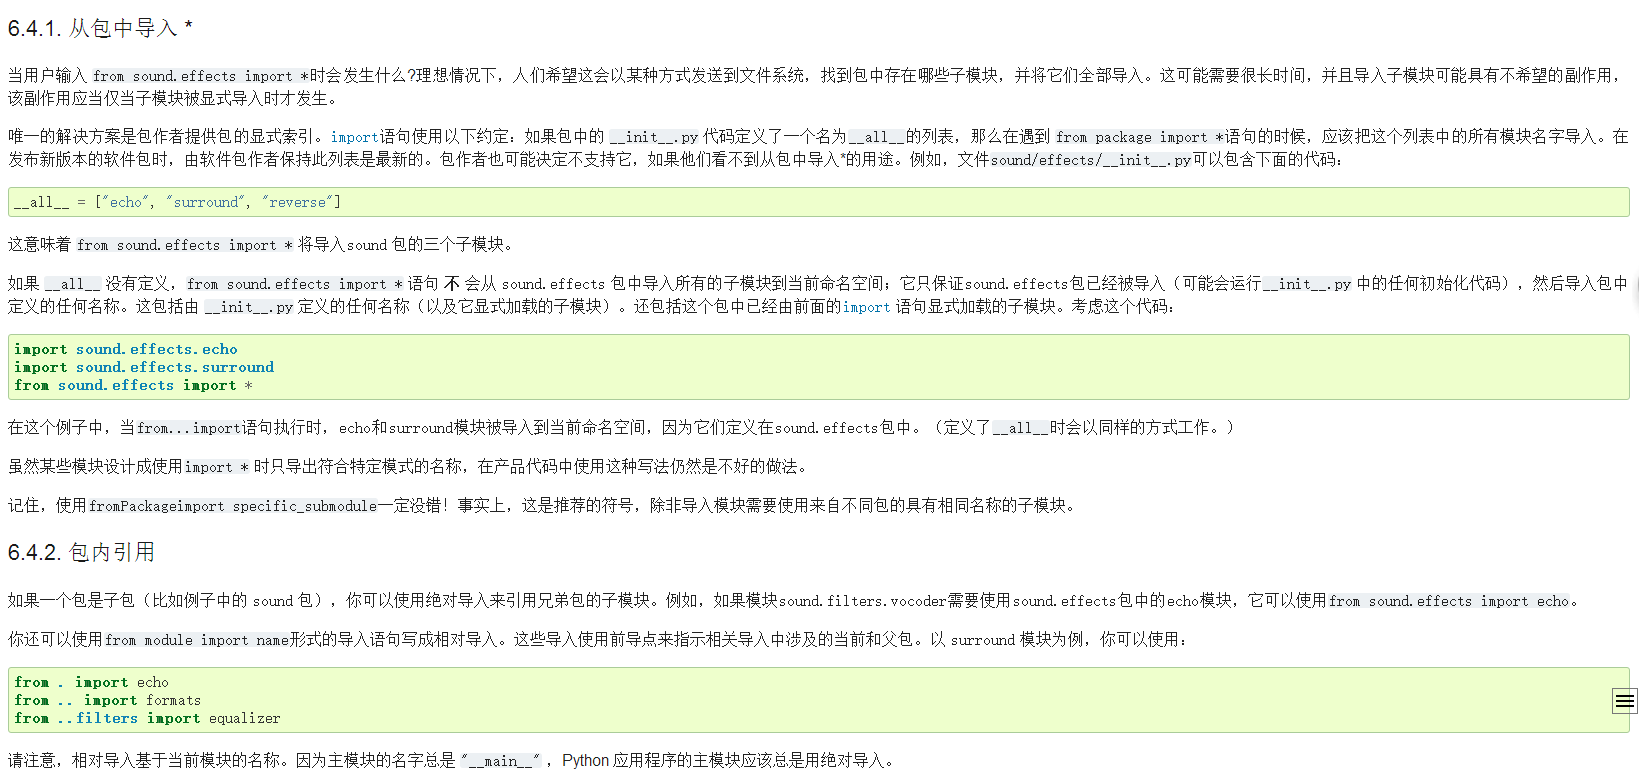 6.4.1. 从包中导入 *
当用户输入 from sound.effects import *时会发生什么?理想情况下，人们希望这会以某种方式发送到文件系统，找到包中存在哪些子模块，并将它们全部导入。这可能需要很长时间，并且导入子模块可能具有不希望的副作用，
该副作用应当仅当子模块被显式导入时才发生。
唯一的解决方案是包作者提供包的显式索引。import语句使用以下约定：如果包中的 __init__.py 代码定义了一个名为__all__的列表，那么在遇到 from package import *语句的时候，应该把这个列表中的所有模块名字导入。在
发布新版本的软件包时，由软件包作者保持此列表是最新的。包作者也可能决定不支持它，如果他们看不到从包中导入*的用途。例如，文件sound/effects/__init__.py可以包含下面的代码：
__all__ = ["echo", "surround", "reverse"]
这意味着 from sound.effects import * 将导入sound 包的三个子模块。
如果 __all__ 没有定义，from sound.effects import * 语句 不 会从 sound.effects 包中导入所有的子模块到当前命名空间；它只保证sound.effects包已经被导入（可能会运行__init__.py 中的任何初始化代码），然后导入包中
定义的任何名称。这包括由 __init__.py 定义的任何名称（以及它显式加载的子模块）。还包括这个包中已经由前面的import 语句显式加载的子模块。考虑这个代码：
import sound.effects.echo
import sound.effects.surround
from sound.effects import *
在这个例子中，当from...import语句执行时，echo和surround模块被导入到当前命名空间，因为它们定义在sound.effects包中。（定义了__all__时会以同样的方式工作。）
虽然某些模块设计成使用import * 时只导出符合特定模式的名称，在产品代码中使用这种写法仍然是不好的做法。
记住，使用fromPackageimport specific_submodule一定没错！事实上，这是推荐的符号，除非导入模块需要使用来自不同包的具有相同名称的子模块。
6.4.2. 包内引用
如果一个包是子包（比如例子中的 sound 包），你可以使用绝对导入来引用兄弟包的子模块。例如，如果模块sound.filters.vocoder需要使用sound.effects包中的echo模块，它可以使用from sound.effects import echo。
你还可以使用from module import name形式的导入语句写成相对导入。这些导入使用前导点来指示相关导入中涉及的当前和父包。以 surround 模块为例，你可以使用：
from . import echo
from .. import formats
from ..filters import equalizer
请注意，相对导入基于当前模块的名称。因为主模块的名字总是 "__main__" ，Python 应用程序的主模块应该总是用绝对导入。